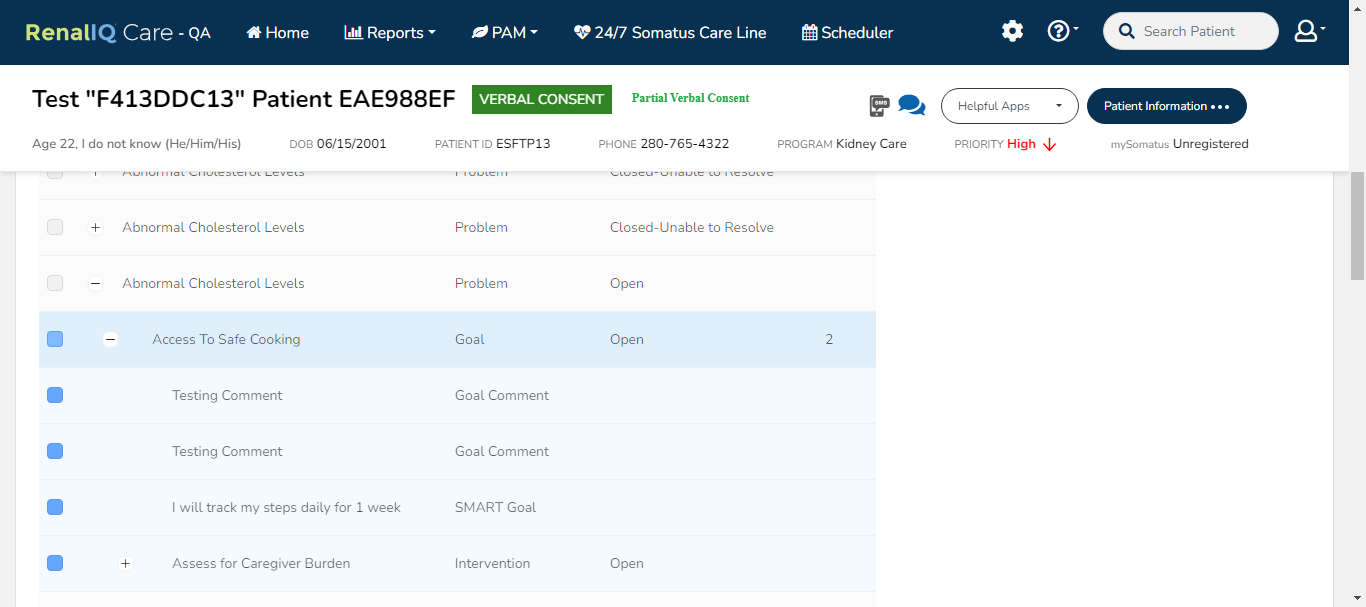 RenalIQ Care - QA Home Reports PAM 24/7 Somatus Care Line Scheduler Search Patient
Test "F413DDC13" Patient EAE988EF VERBAL CONSENT Partial Verbal Consent SMS Helpful Apps Patient Information
Age 22, I do not know (He/Him/His) DOB 06/15/2001 PATIENT ID ESFTP13 PHONE 280-765-4322 PROGRAM Kidney Care PRIORITY High mySomatus Unregistered
Abnormal Cholesterol Levels Problem Closed-Unable to Resolve
+ Abnormal Cholesterol Levels Problem Closed-Unable to Resolve
− Abnormal Cholesterol Levels Problem Open
− Access To Safe Cooking Goal Open 2
Testing Comment Goal Comment
Testing Comment Goal Comment
I will track my steps daily for 1 week SMART Goal
+ Assess for Caregiver Burden Intervention Open